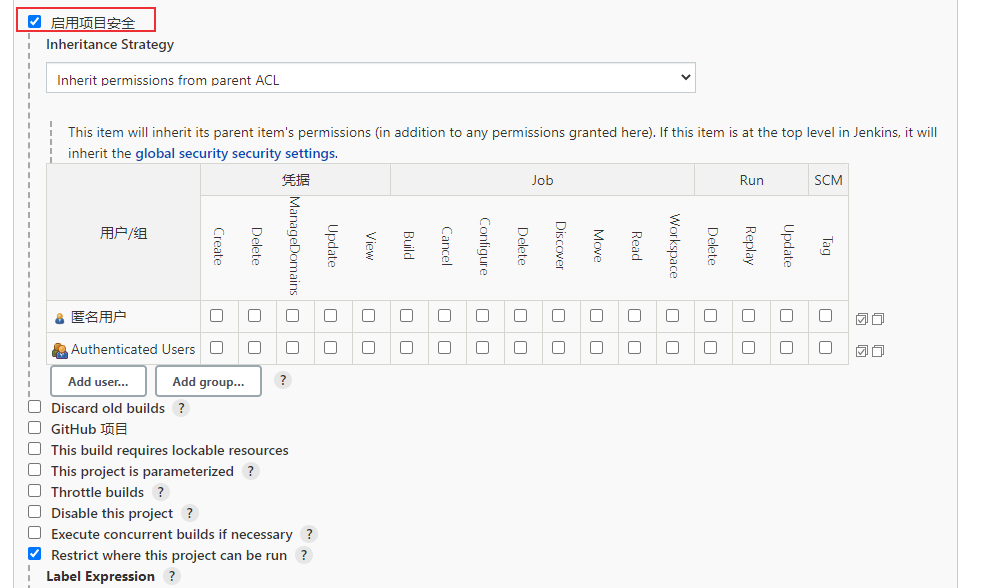 启用项目安全
Inheritance Strategy
Inherit permissions from parent ACL
This item will inherit its parent item's permissions (in addition to any permissions granted here). If this item is at the top level in Jenkins, it will
inherit the global security security settings.
用户/组 凭据 Job Run SCM
Create Delete ManageDomains Update View Build Cancel Configure Delete Discover Move Read Workspace Delete Replay Update Tag
匿名用户
Authenticated Users
Add user... Add group... ?
Discard old builds ?
GitHub 项目
This build requires lockable resources
This project is parameterized ?
Throttle builds ?
Disable this project ?
Execute concurrent builds if necessary ?
Restrict where this project can be run ?
Label Expression ?